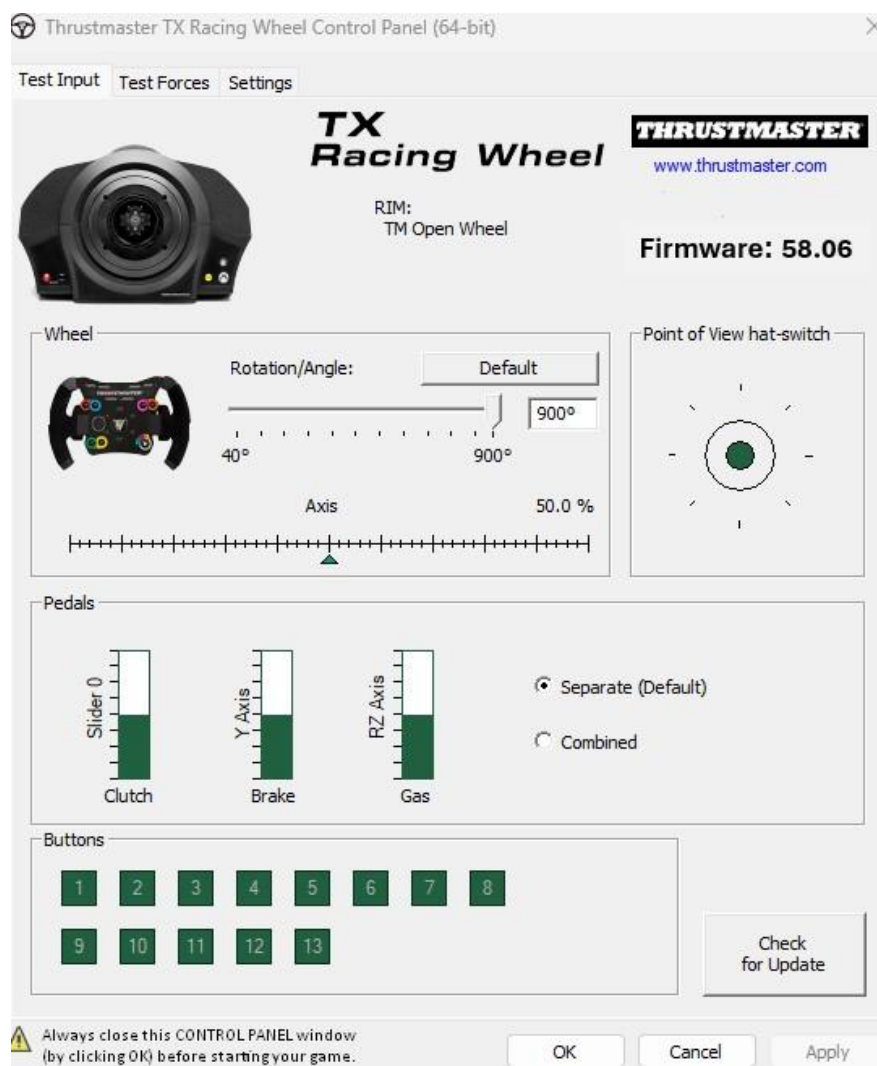 Thrustmaster TX Racing Wheel Control Panel (64-bit)
Test Input Test Forces Settings
TX
Racing Wheel
THRUSTMASTER
www.thrustmaster.com
RIM:
TM Open Wheel
Firmware: 58.06
Wheel
Rotation/Angle:
Default
900°
40°
900°
Axis
50.0 %
Point of View hat-switch
Pedals
Slider 0
Y Axis
RZ Axis
Clutch
Brake
Gas
Separate (Default)
Combined
Buttons
1 2 3 4 5 6 7 8
9 10 11 12 13
Check
for Update
Always close this CONTROL PANEL window
(by clicking OK) before starting your game.
OK
Cancel
Apply